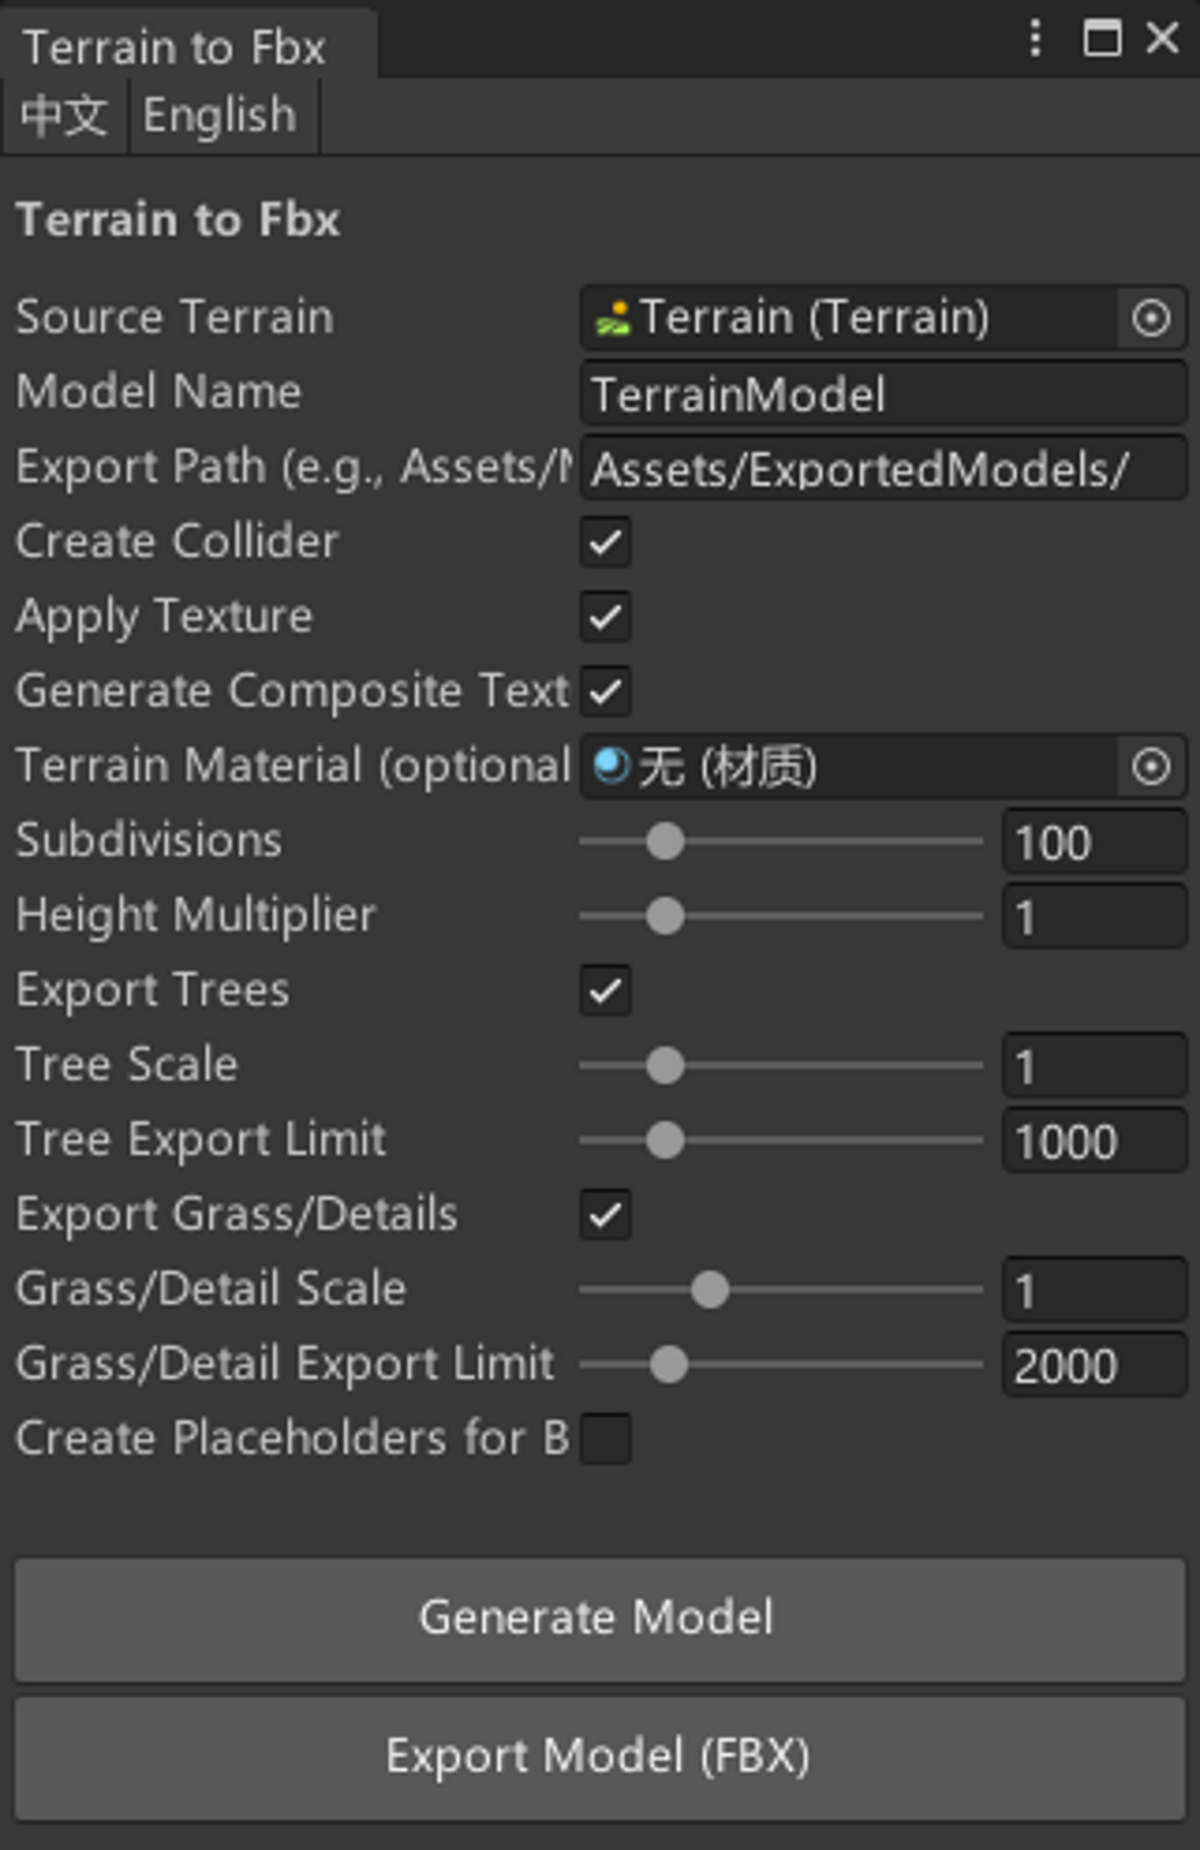 Terrain to Fbx
中文 English
Terrain to Fbx
Source Terrain Terrain (Terrain)
Model Name TerrainModel
Export Path (e.g., Assets/ Assets/ExportedModels/
Create Collider
Apply Texture
Generate Composite Text
Terrain Material (optional 无 (材质)
Subdivisions 100
Height Multiplier 1
Export Trees
Tree Scale 1
Tree Export Limit 1000
Export Grass/Details
Grass/Detail Scale 1
Grass/Detail Export Limit 2000
Create Placeholders for B
Generate Model
Export Model (FBX)